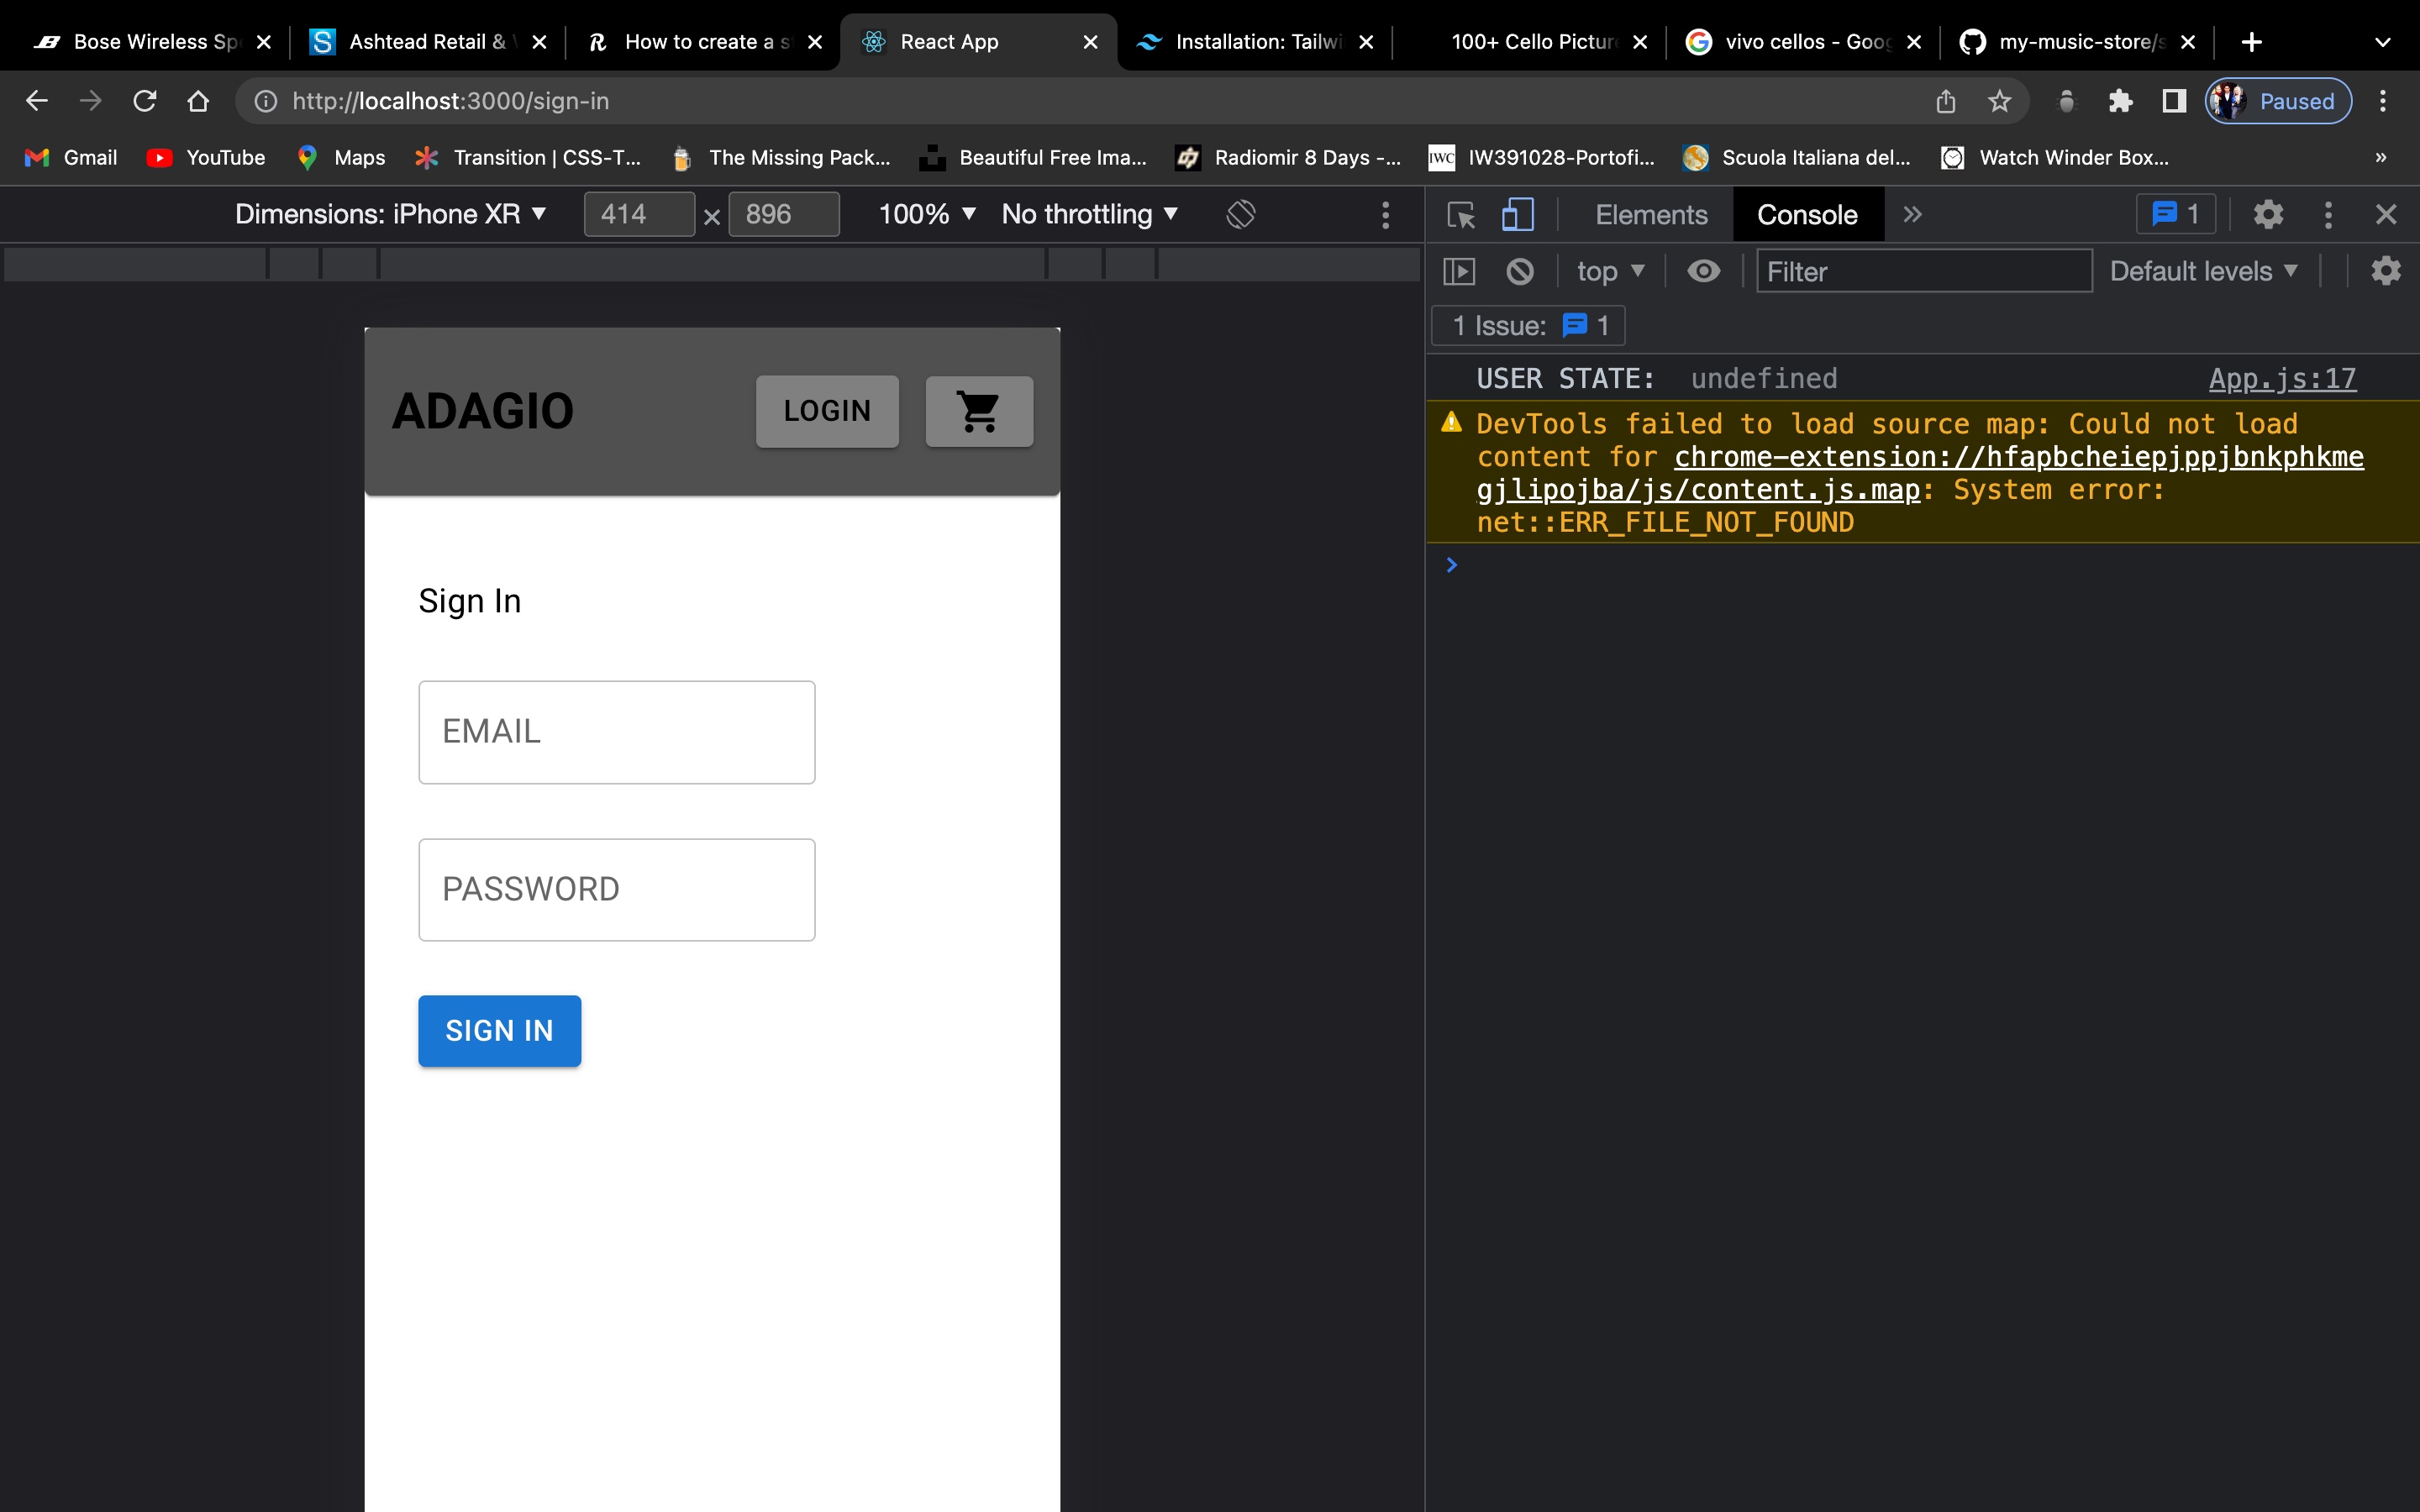 Bose Wireless Sp
Ashtead Retail &
How to create a s
React App
Installation: Tailwi
100+ Cello Pictur
vivo cellos - Goog
my-music-store/s
http://localhost:3000/sign-in
Paused
Gmail
YouTube
Maps
Transition | CSS-T...
The Missing Pack...
Beautiful Free Ima...
Radiomir 8 Days -...
IWC
IW391028-Portofi...
Scuola Italiana del...
Watch Winder Box...
»
Dimensions: iPhone XR
414 × 896
100%
No throttling
Elements
Console
1
top
Filter
Default levels
1 Issue: 1
USER STATE: undefined
App.js:17
DevTools failed to load source map: Could not load
content for chrome-extension://hfapbcheiepjppjbnkphkme
gjlipojba/js/content.js.map: System error:
net::ERR_FILE_NOT_FOUND
ADAGIO
LOGIN
Sign In
EMAIL
PASSWORD
SIGN IN